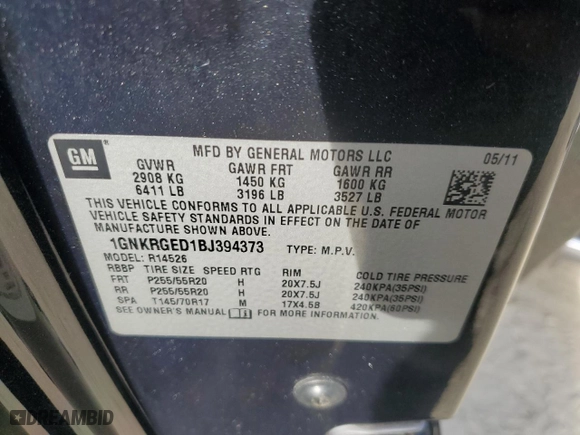 GM
MFD BY GENERAL MOTORS LLC
05/11
GVWR GAWR FRT GAWR RR
2908 KG 1450 KG 1600 KG
6411 LB 3196 LB 3527 LB
THIS VEHICLE CONFORMS TO ALL APPLICABLE U.S. FEDERAL MOTOR
VEHICLE SAFETY STANDARDS IN EFFECT ON THE DATE OF
MANUFACTURE SHOWN ABOVE.
1GNKRGED1BJ394373 TYPE: M.P.V.
MODEL: R14526
RBBP TIRE SIZE SPEED RTG RIM COLD TIRE PRESSURE
FRT P255/55R20 H 20X7.5J 240KPA(35PSI)
RR P255/55R20 H 20X7.5J 240KPA(35PSI)
SPA T145/70R17 M 17X4.5B 420KPA(60PSI)
SEE OWNER'S MANUAL FOR MORE INFORMATION.
DREAMBID